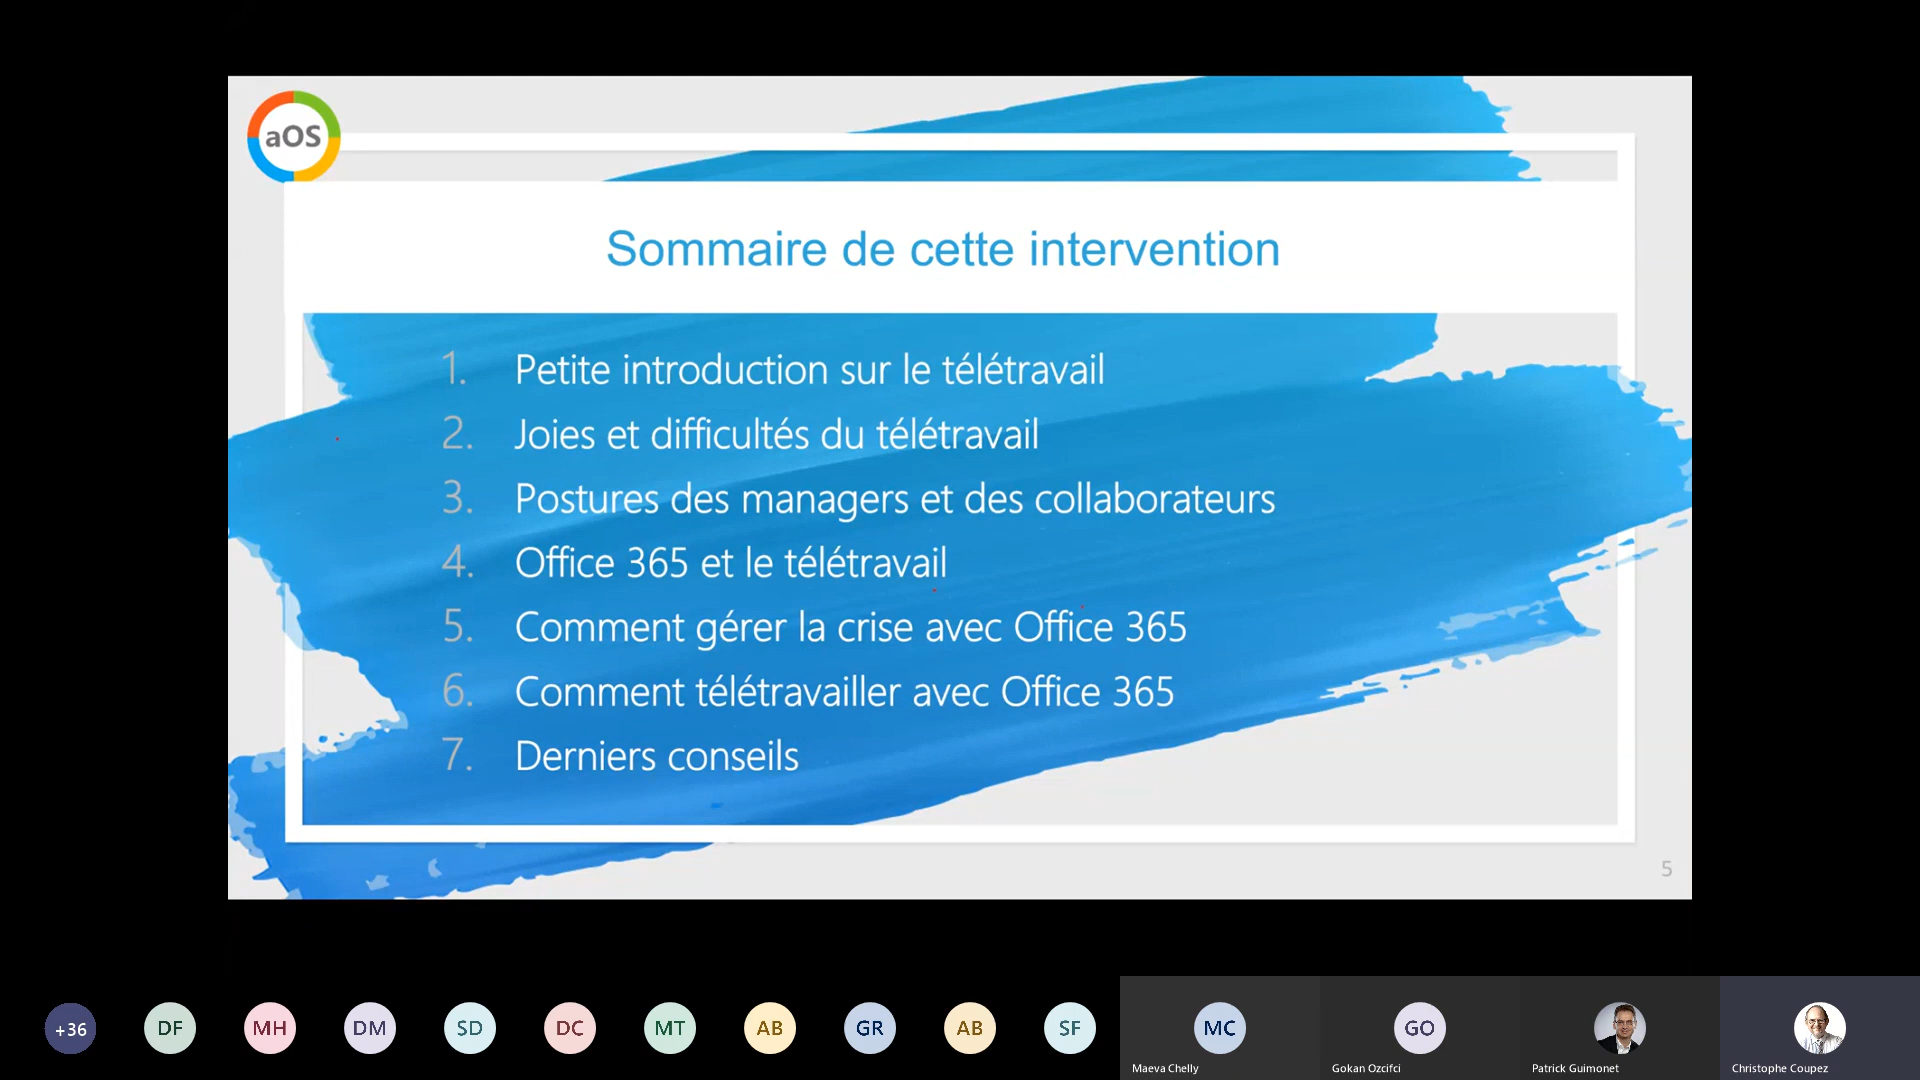 aOS
Sommaire de cette intervention
1. Petite introduction sur le télétravail
2. Joies et difficultés du télétravail
3. Postures des managers et des collaborateurs
4. Office 365 et le télétravail
5. Comment gérer la crise avec Office 365
6. Comment télétravailler avec Office 365
7. Derniers conseils
5
+36 DF MH DM SD DC MT AB GR AB SF MC GO
Maeva Chelly Gokan Ozcifci Patrick Guimonet Christophe Coupez